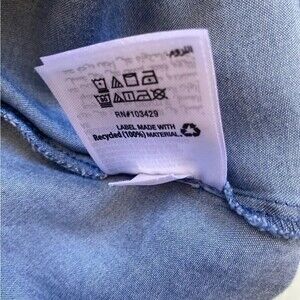 RN#103429
LABEL MADE WITH
Recycled (100%) MATERIAL.